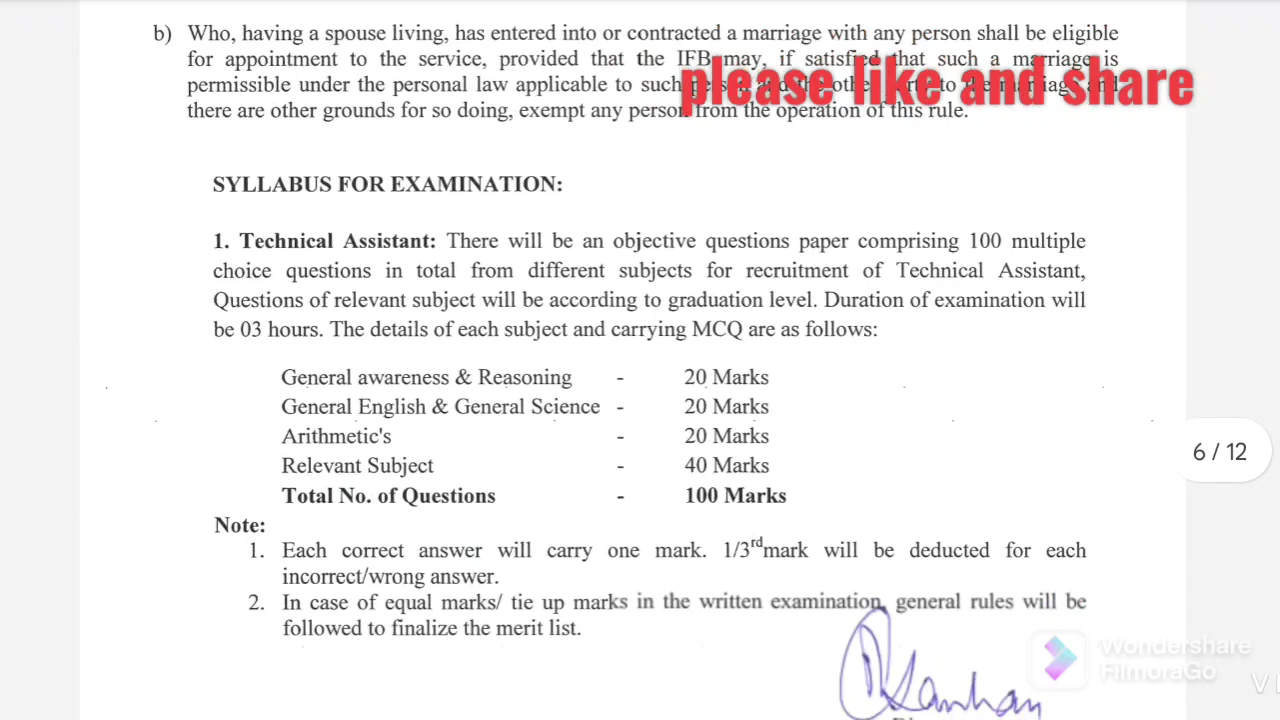 b) Who, having a spouse living, has entered into or contracted a marriage with any person shall be eligible
for appointment to the service, provided that the IFB may, if satisfied that such a marriage is
please like and share
permissible under the personal law applicable to such
there are other grounds for so doing, exempt any person from the operation of this rule.
SYLLABUS FOR EXAMINATION:
1. Technical Assistant: There will be an objective questions paper comprising 100 multiple
choice questions in total from different subjects for recruitment of Technical Assistant,
Questions of relevant subject will be according to graduation level. Duration of examination will
be 03 hours. The details of each subject and carrying MCQ are as follows:
General awareness & Reasoning - 20 Marks
General English & General Science - 20 Marks
Arithmetic's - 20 Marks
Relevant Subject - 40 Marks
6 / 12
Total No. of Questions - 100 Marks
Note:
1. Each correct answer will carry one mark. 1/3rd mark will be deducted for each
incorrect/wrong answer.
2. In case of equal marks/ tie up marks in the written examination, general rules will be
followed to finalize the merit list.
Wondershare
FilmoraGo